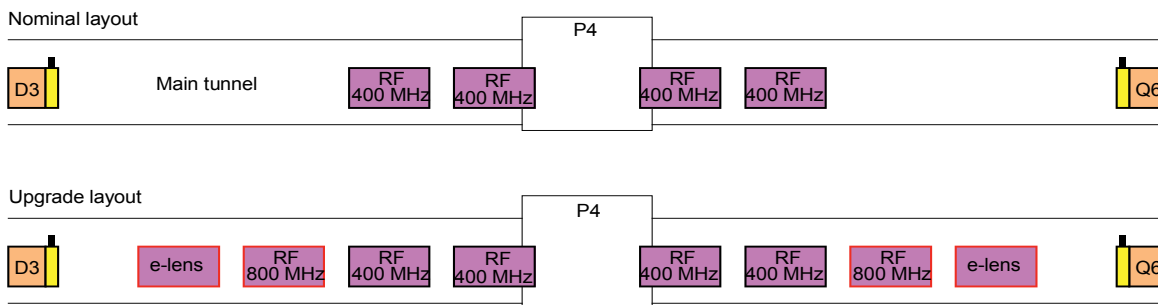 Nominal layout
P4
D3
Main tunnel
RF
400 MHz
RF
400 MHz
RF
400 MHz
RF
400 MHz
Q6
Upgrade layout
P4
D3
e-lens
RF
800 MHz
RF
400 MHz
RF
400 MHz
RF
400 MHz
RF
400 MHz
RF
800 MHz
e-lens
Q6